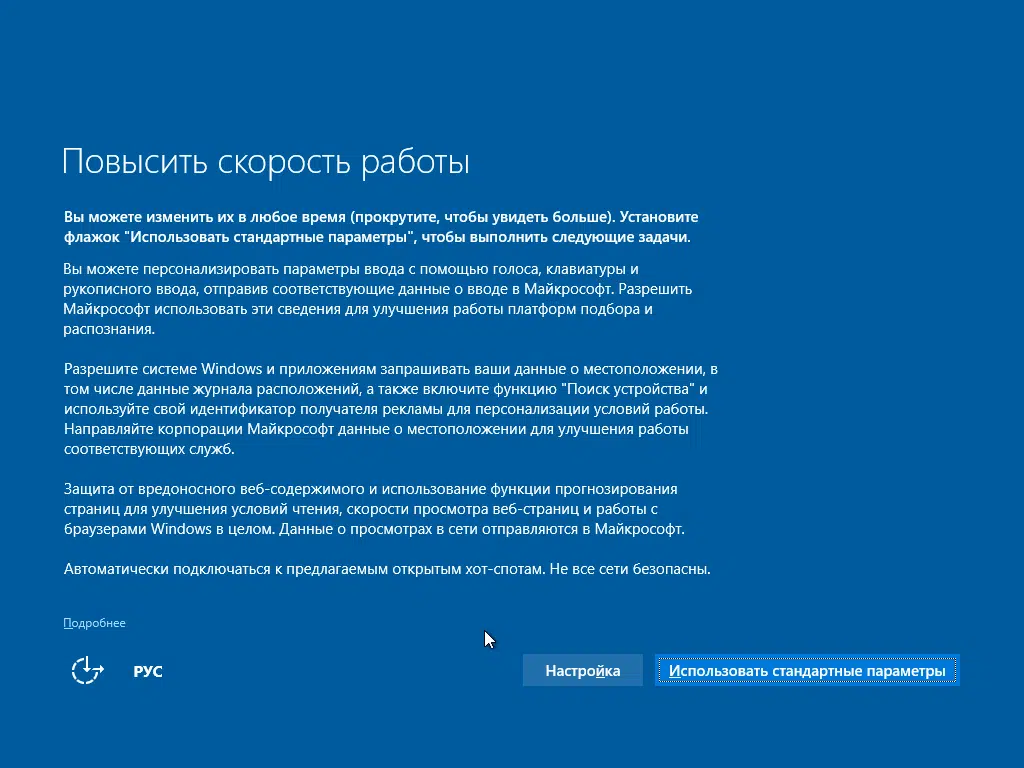 Повысить скорость работы
Вы можете изменить их в любое время (прокрутите, чтобы увидеть больше). Установите
флажок "Использовать стандартные параметры", чтобы выполнить следующие задачи.
Вы можете персонализировать параметры ввода с помощью голоса, клавиатуры и
рукописного ввода, отправив соответствующие данные о вводе в Майкрософт. Разрешить
Майкрософт использовать эти сведения для улучшения работы платформ подбора и
распознания.
Разрешите системе Windows и приложениям запрашивать ваши данные о местоположении, в
том числе данные журнала расположений, а также включите функцию "Поиск устройства" и
используйте свой идентификатор получателя рекламы для персонализации условий работы.
Направляйте корпорации Майкрософт данные о местоположении для улучшения работы
соответствующих служб.
Защита от вредоносного веб-содержимого и использование функции прогнозирования
страниц для улучшения условий чтения, скорости просмотра веб-страниц и работы с
браузерами Windows в целом. Данные о просмотрах в сети отправляются в Майкрософт.
Автоматически подключаться к предлагаемым открытым хот-спотам. Не все сети безопасны.
Подробнее
РУС
Настройка
Использовать стандартные параметры